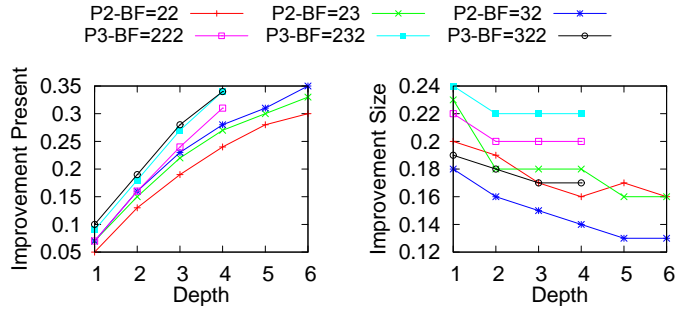 P2-BF=22 P2-BF=23 P2-BF=32
P3-BF=222 P3-BF=232 P3-BF=322
Improvement Present
0.35
0.3
0.25
0.2
0.15
0.1
0.05
1 2 3 4 5 6
Depth
Improvement Size
0.24
0.22
0.2
0.18
0.16
0.14
0.12
1 2 3 4 5 6
Depth